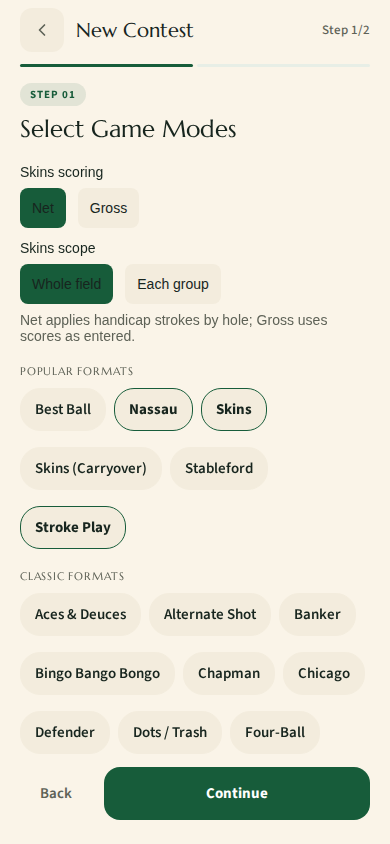 New Contest
Step 1/2
STEP 01
Select Game Modes
Skins scoring
Net
Gross
Skins scope
Whole field
Each group
Net applies handicap strokes by hole; Gross uses
scores as entered.
POPULAR FORMATS
Best Ball
Nassau
Skins
Skins (Carryover)
Stableford
Stroke Play
CLASSIC FORMATS
Aces & Deuces
Alternate Shot
Banker
Bingo Bango Bongo
Chapman
Chicago
Defender
Dots / Trash
Four-Ball
Back
Continue